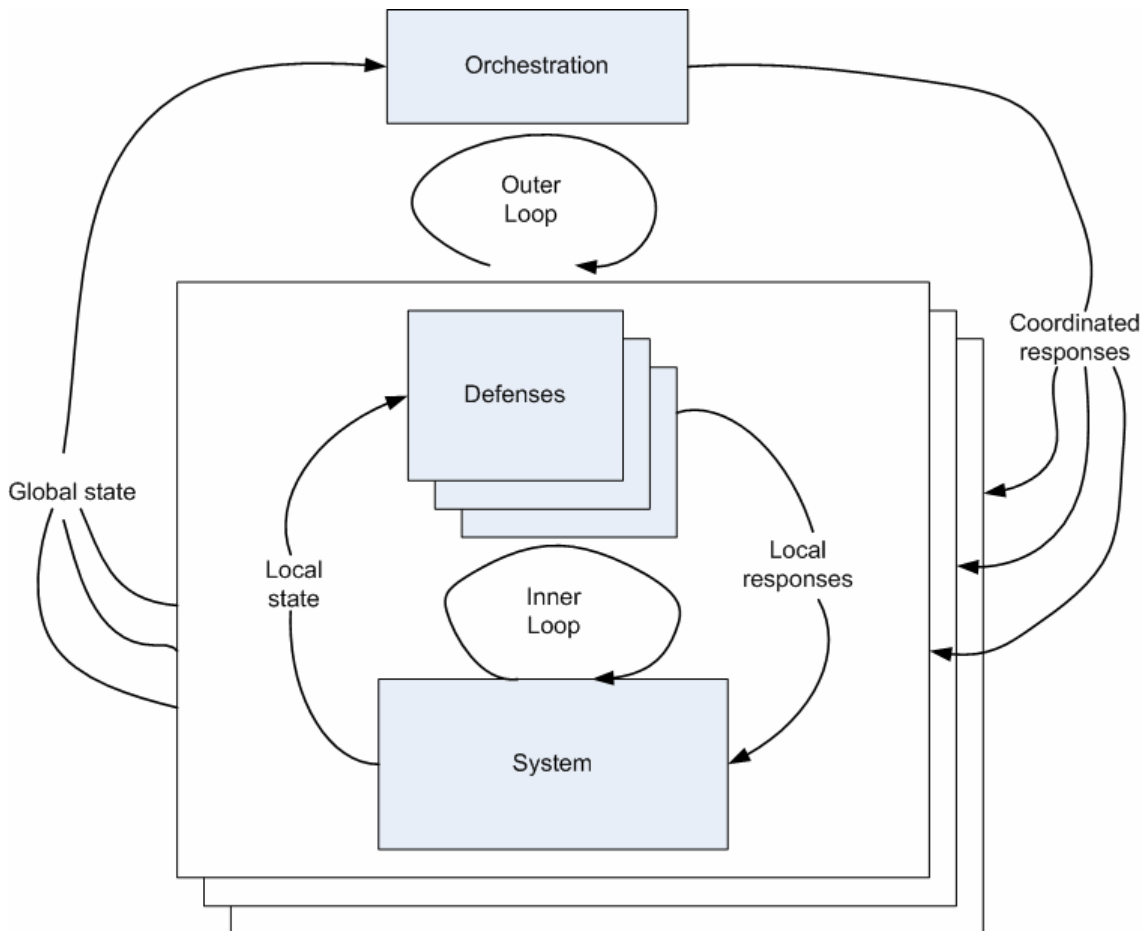 Orchestration
Outer
Loop
Coordinated
responses
Defenses
Global state
Local
state
Inner
Loop
Local
responses
System